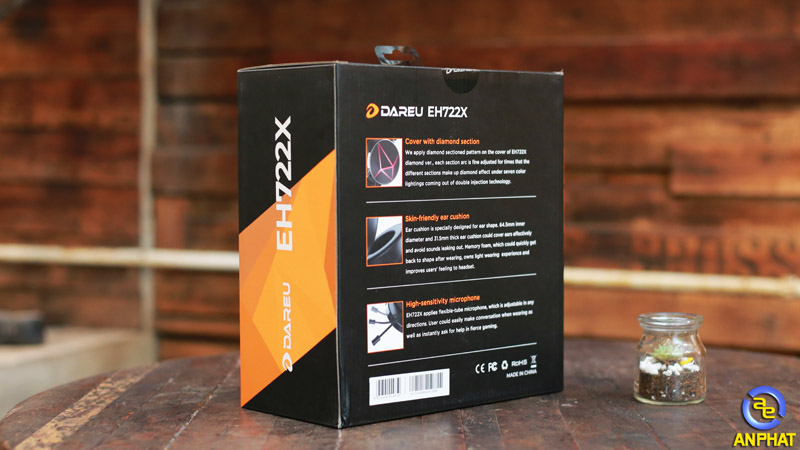 DAREU EH722X
Cover with diamond section
We apply diamond sectioned pattern on the cover of EH722X
diamond ver., each section arc is fine adjusted for times that the
different sections make up diamond effect under seven color
lightings coming out of double injection technology.
Skin-friendly ear cushion
Ear cushion is specially designed for ear shape. 64.5mm inner
diameter and 31.5mm thick ear cushion could cover ears effectively
and avoid sounds leaking out. Memory foam, which could quickly got
back to shape after wearing, owns light wearing experience and
improves users' feeling to headset.
High-sensitivity microphone
EH722X applies flexible-tube microphone, which is adjustable in any
directions. User could easily make conversation when wearing as
well as instantly ask for help in fierce gaming.
CE FC RoHS
MADE IN CHINA
EH722X
DAREU
ae
ANPHAT